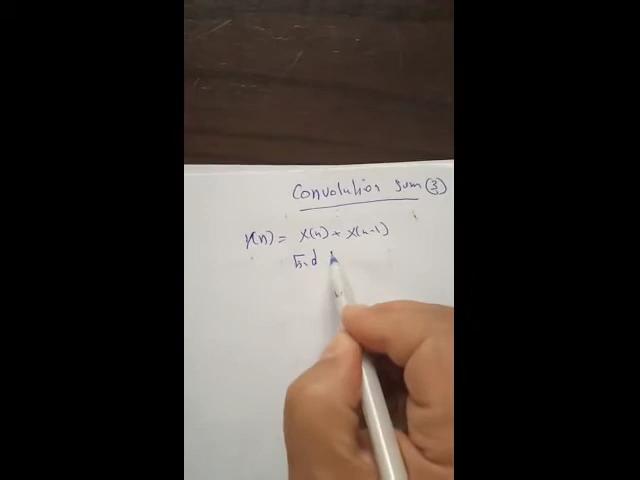 Convolution sum (3)
y(n) = x(n) + x(n-1)
Find